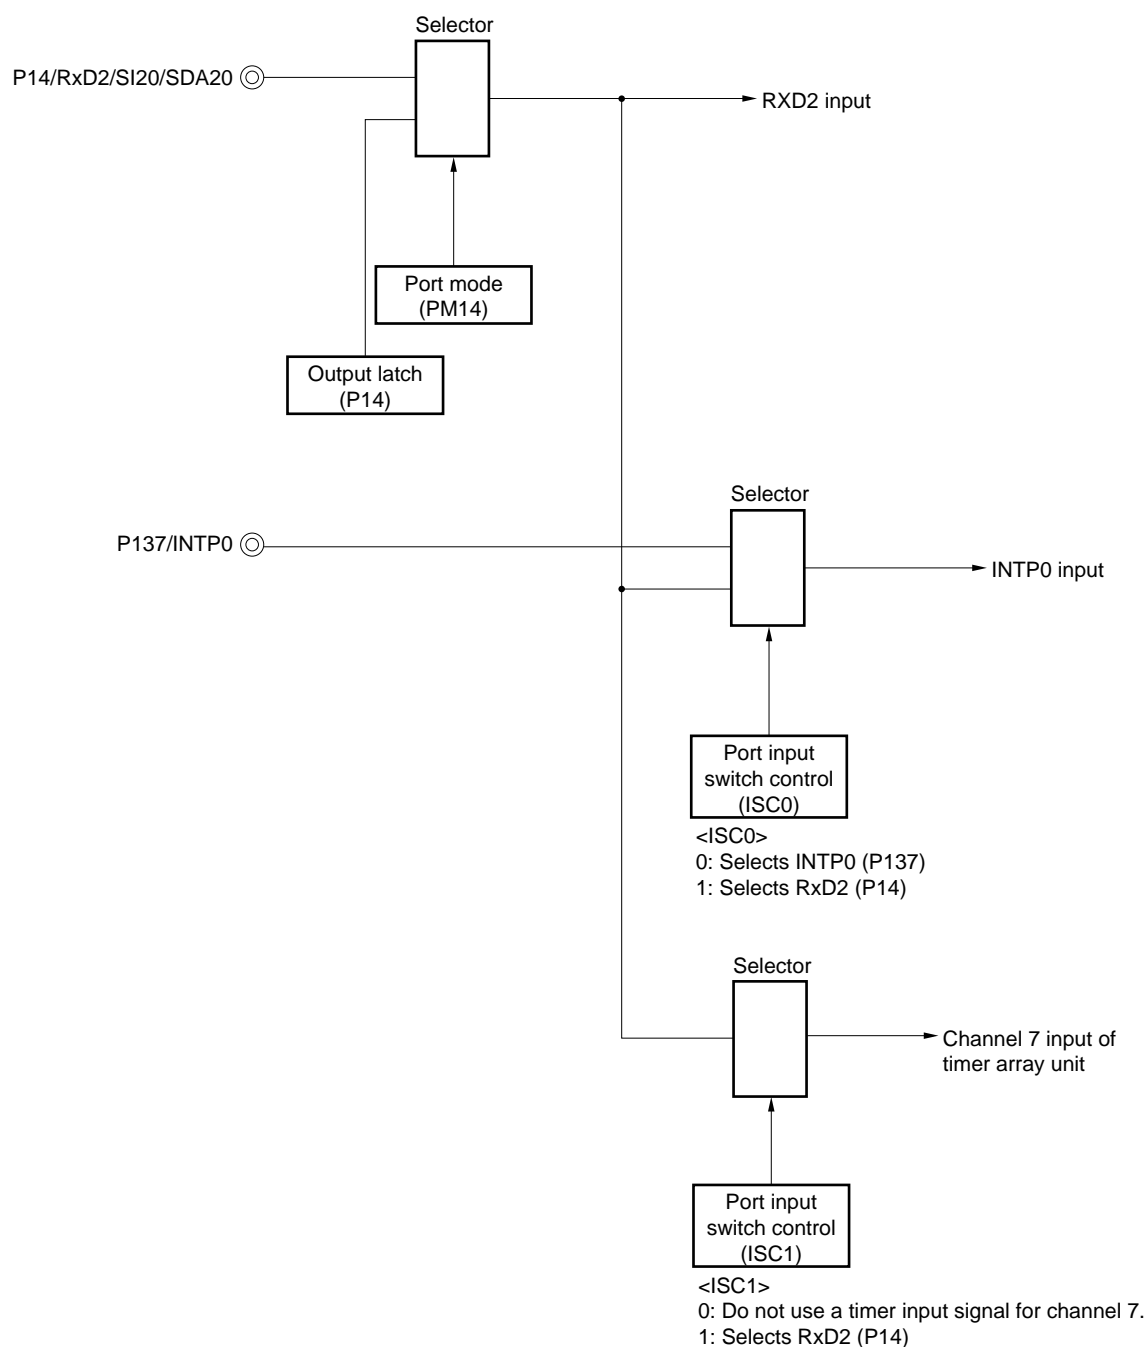 Selector
P14/RxD2/SI20/SDA20
RXD2 input
Port mode
(PM14)
Output latch
(P14)
Selector
P137/INTP0
INTP0 input
Port input
switch control
(ISC0)
<ISC0>
0: Selects INTP0 (P137)
1: Selects RxD2 (P14)
Selector
Channel 7 input of
timer array unit
Port input
switch control
(ISC1)
<ISC1>
0: Do not use a timer input signal for channel 7.
1: Selects RxD2 (P14)